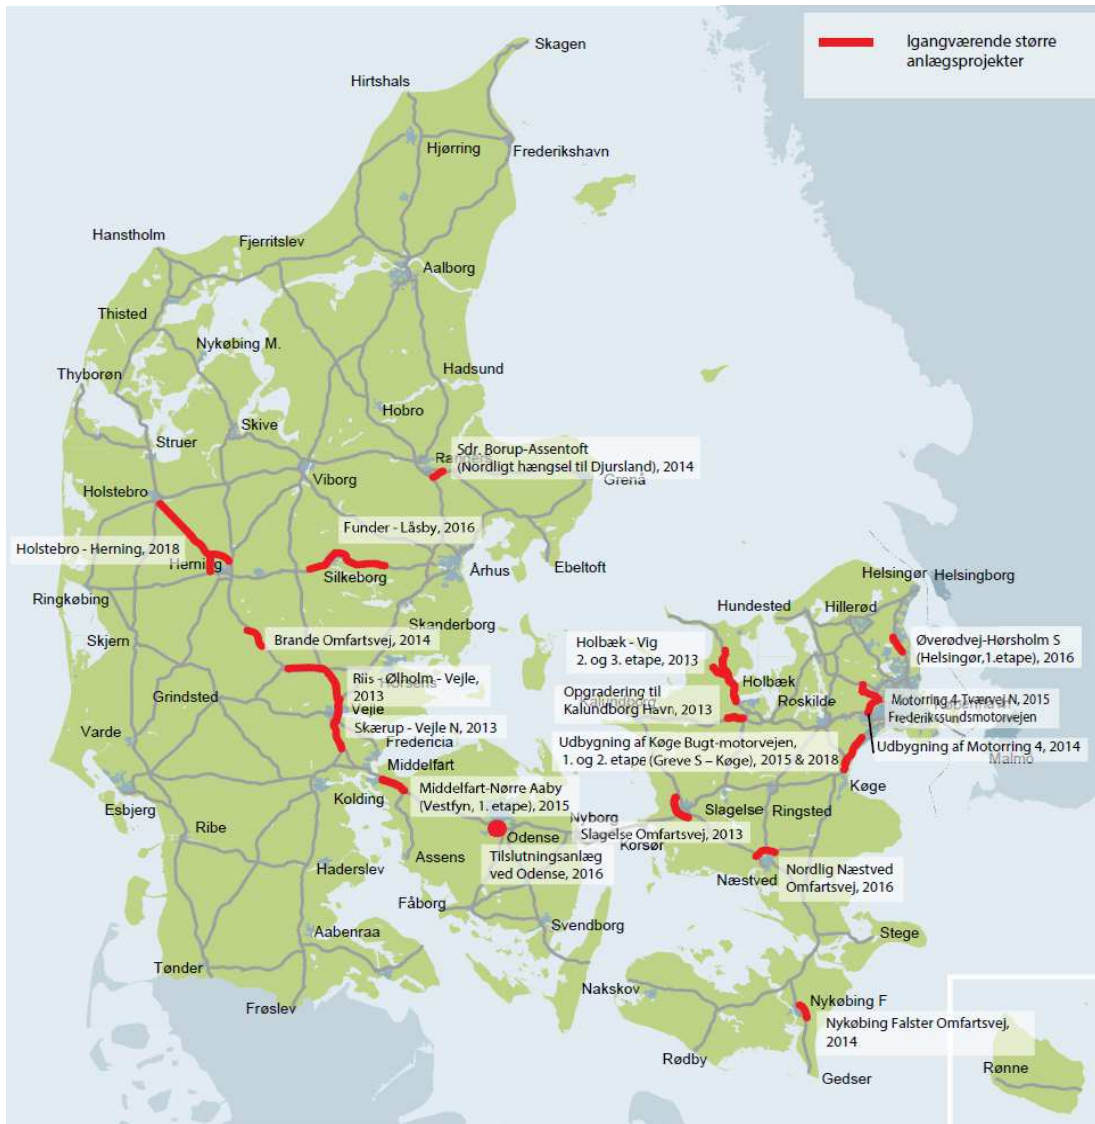 Igangværende større
anlægsprojekter
Skagen
Hirtshals
Hjørring
Frederikshavn
Hanstholm
Fjerritslev
Aalborg
Thisted
Nykøbing M.
Thyborøn
Hadsund
Hobro
Skive
Struer
Sdr. Borup-Assentoft
(Nordligt hængsel til Djursland), 2014
Randers
Grenå
Viborg
Holstebro
Funder - Låsby, 2016
Holstebro - Herning, 2018
Herning
Silkeborg
Århus
Ebeltoft
Helsingør
Helsingborg
Ringkøbing
Hundested
Hillerød
Skjern
Skanderborg
Brande Omfartsvej, 2014
Holbæk - Vig
2. og 3. etape, 2013
Øverødvej-Hørsholm S
(Helsingør,1.etape), 2016
Riis - Ølholm - Vejle,
2013
Horsens
Vejle
Holbæk
Opgradering til
Kalundborg Havn, 2013
Kalundborg
Roskilde
Motorring 4-Tværvej N, 2015
Frederikssundsmotorvejen
København
Grindsted
Skærup - Vejle N, 2013
Varde
Fredericia
Udbygning af Køge Bugt-motorvejen,
1. og 2. etape (Greve S – Køge), 2015 & 2018
Udbygning af Motorring 4, 2014
Malmö
Middelfart
Middelfart-Nørre Aaby
(Vestfyn, 1. etape), 2015
Køge
Kolding
Esbjerg
Slagelse
Ringsted
Nyborg
Ribe
Odense
Slagelse Omfartsvej, 2013
Korsør
Assens
Tilslutningsanlæg
ved Odense, 2016
Haderslev
Næstved
Nordlig Næstved
Omfartsvej, 2016
Fåborg
Svendborg
Aabenraa
Stege
Tønder
Nakskov
Frøslev
Nykøbing F
Nykøbing Falster Omfartsvej,
2014
Rødby
Gedser
Rønne